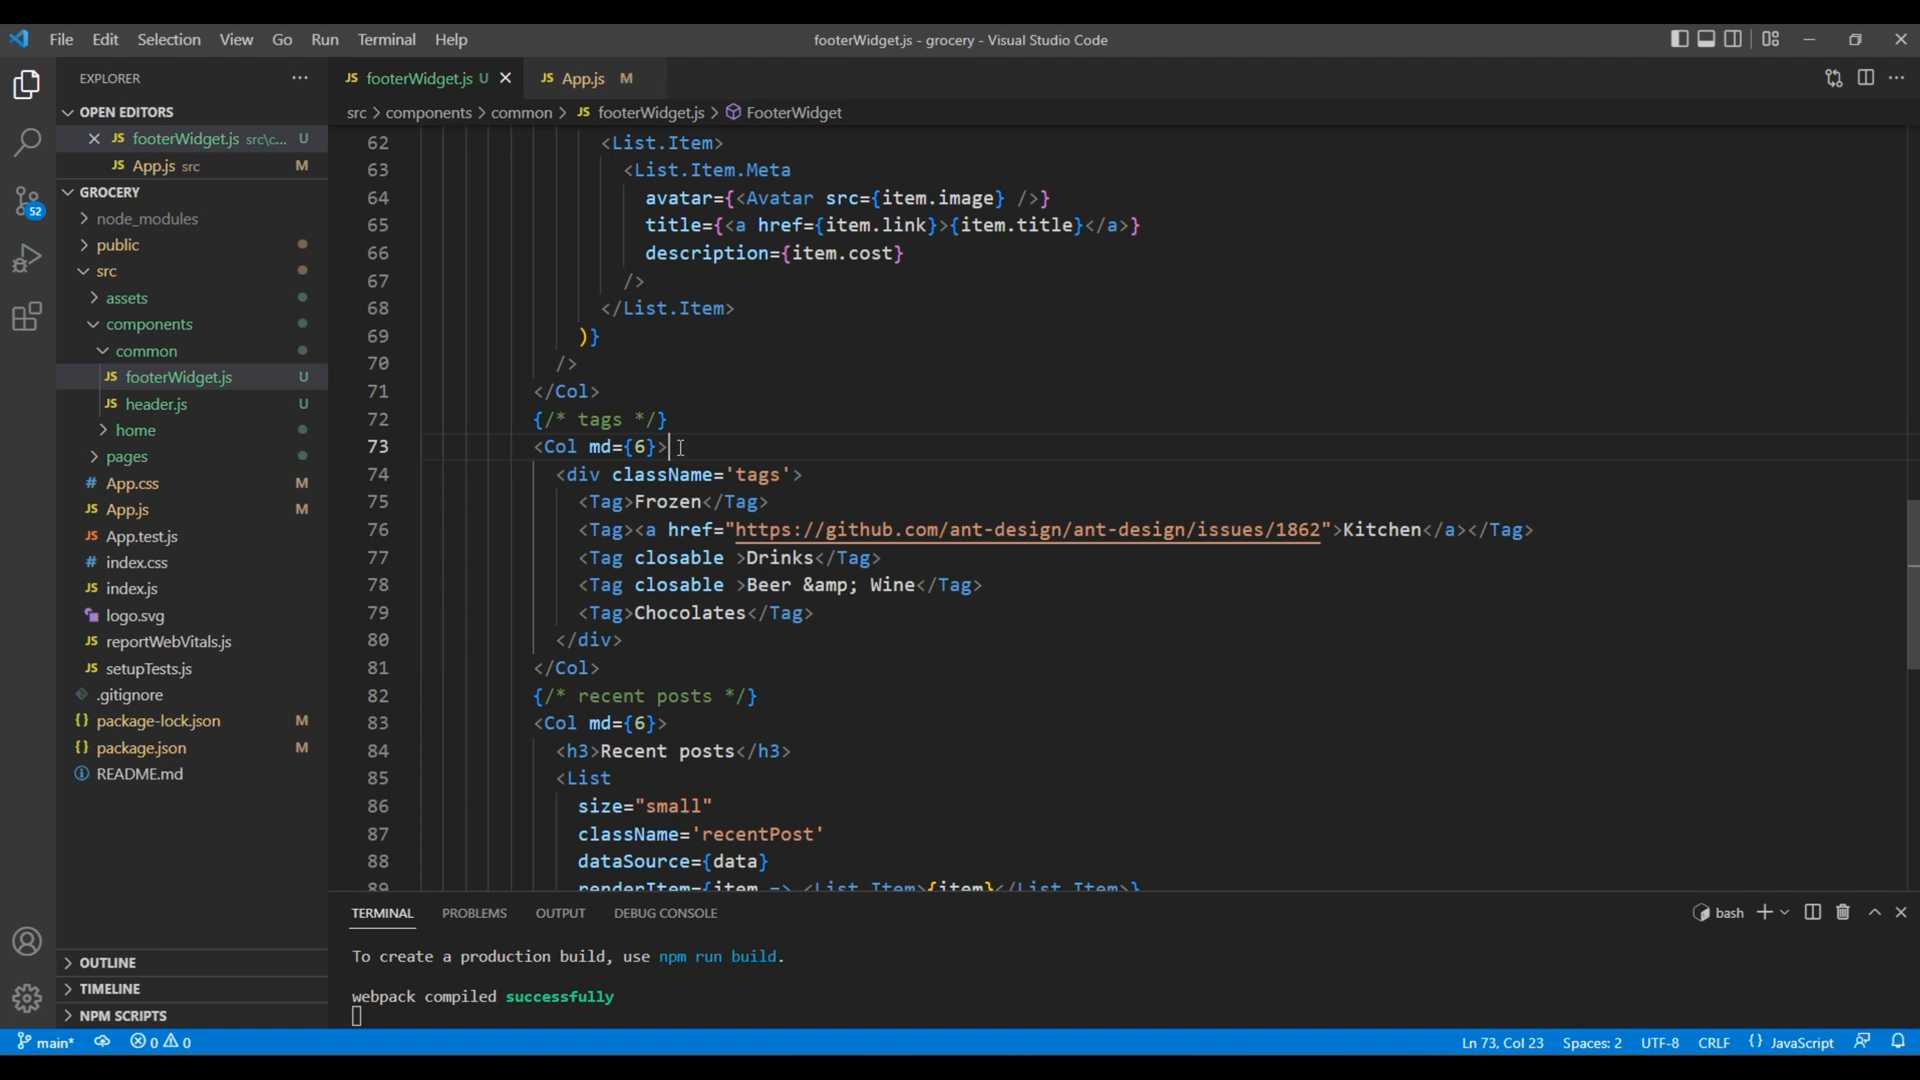 File Edit Selection View Go Run Terminal Help
footerWidget.js - grocery - Visual Studio Code
EXPLORER
OPEN EDITORS
JS footerWidget.js src\c... U
JS App.js src M
GROCERY
node_modules
public
src
assets
components
common
JS footerWidget.js U
JS header.js U
home
pages
# App.css M
JS App.js M
JS App.test.js
# index.css
JS index.js
logo.svg
JS reportWebVitals.js
JS setupTests.js
.gitignore
{} package-lock.json M
{} package.json M
README.md
OUTLINE
TIMELINE
NPM SCRIPTS
52
JS footerWidget.js U
JS App.js M
src > components > common > JS footerWidget.js > FooterWidget
62 <List.Item>
63 <List.Item.Meta
64 avatar={<Avatar src={item.image} />}
65 title={<a href={item.link}>{item.title}</a>}
66 description={item.cost}
67 />
68 </List.Item>
69 )}
70 />
71 </Col>
72 {/* tags */}
73 <Col md={6}>
74 <div className='tags'>
75 <Tag>Frozen</Tag>
76 <Tag><a href="https://github.com/ant-design/ant-design/issues/1862">Kitchen</a></Tag>
77 <Tag closable >Drinks</Tag>
78 <Tag closable >Beer &amp; Wine</Tag>
79 <Tag>Chocolates</Tag>
80 </div>
81 </Col>
82 {/* recent posts */}
83 <Col md={6}>
84 <h3>Recent posts</h3>
85 <List
86 size="small"
87 className='recentPost'
88 dataSource={data}
89 renderItem={item => <List.Item>{item}</List.Item>}
TERMINAL PROBLEMS OUTPUT DEBUG CONSOLE
bash
To create a production build, use npm run build.
webpack compiled successfully
main* 0 0
Ln 73, Col 23 Spaces: 2 UTF-8 CRLF {} JavaScript